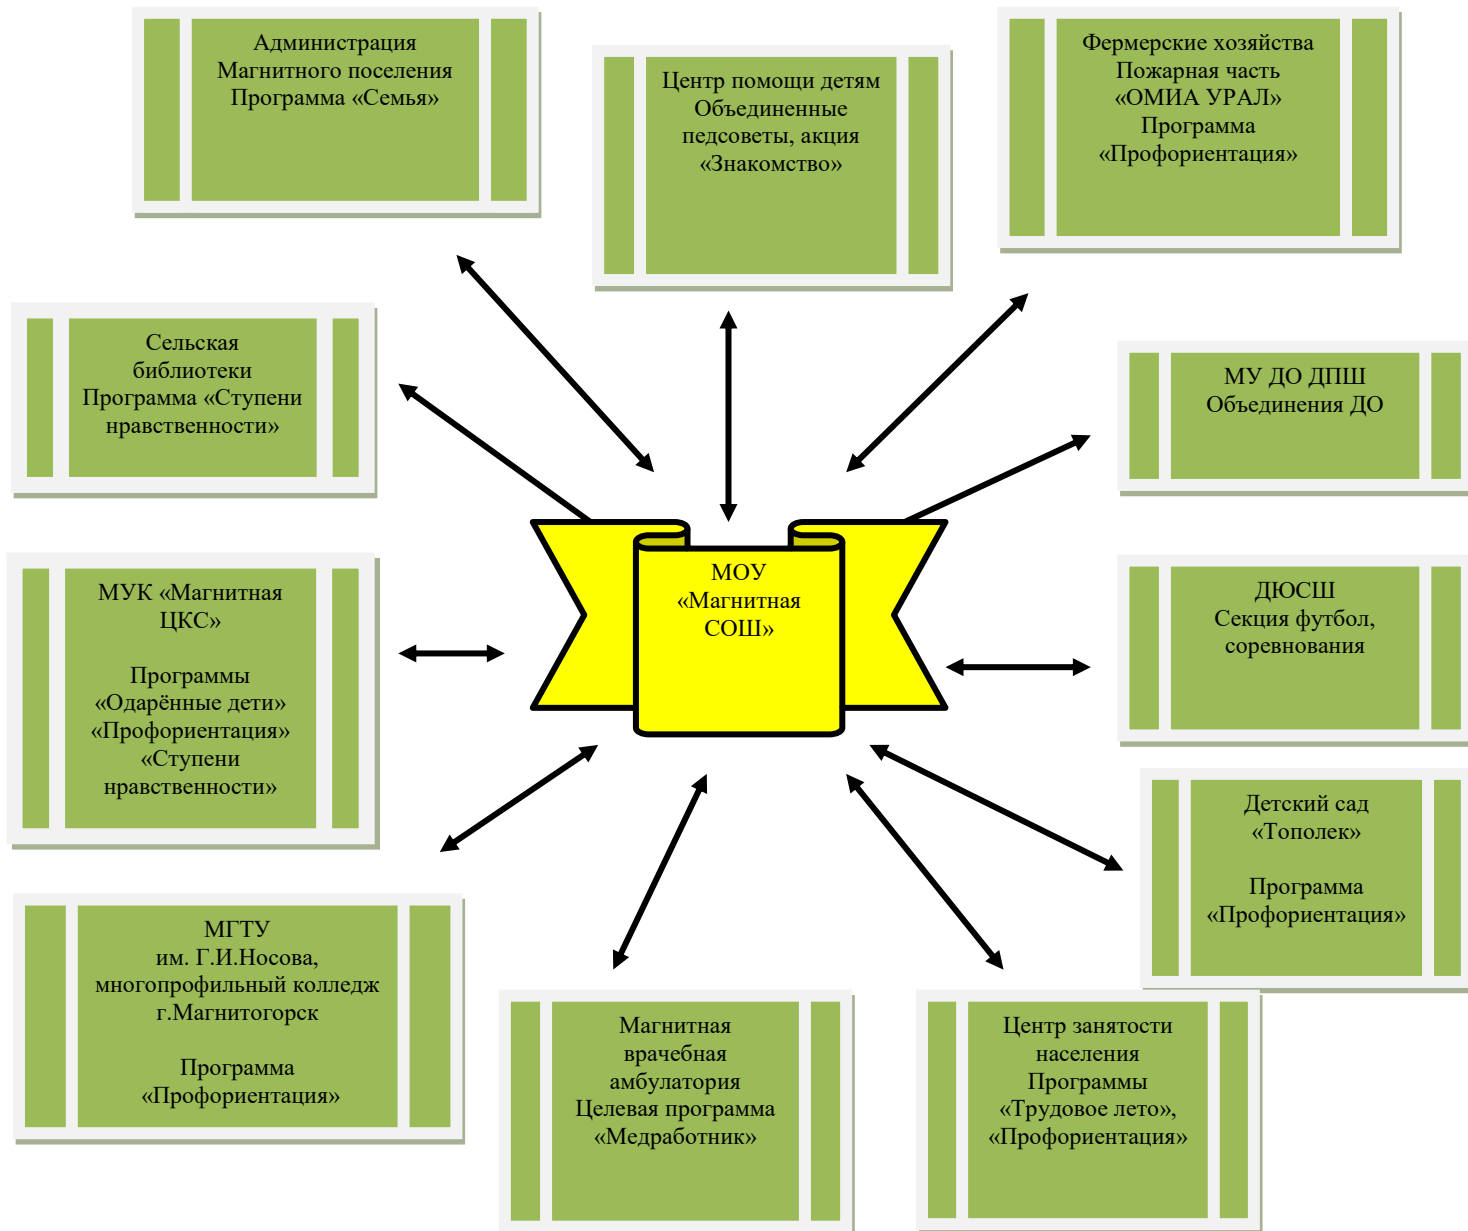 Администрация
Магнитного поселения
Программа «Семья»
Центр помощи детям
Объединенные
педсоветы, акция
«Знакомство»
Фермерские хозяйства
Пожарная часть
«ОМИА УРАЛ»
Программа
«Профориентация»
Сельская
библиотеки
Программа «Ступени
нравственности»
МУ ДО ДПШ
Объединения ДО
МУК «Магнитная
ЦКС»
Программы
«Одарённые дети»
«Профориентация»
«Ступени
нравственности»
МОУ
«Магнитная
СОШ»
ДЮСШ
Секция футбол,
соревнования
Детский сад
«Тополек»
Программа
«Профориентация»
МГТУ
им. Г.И.Носова,
многопрофильный колледж
г.Магнитогорск
Программа
«Профориентация»
Магнитная
врачебная
амбулатория
Целевая программа
«Медработник»
Центр занятости
населения
Программы
«Трудовое лето»,
«Профориентация»